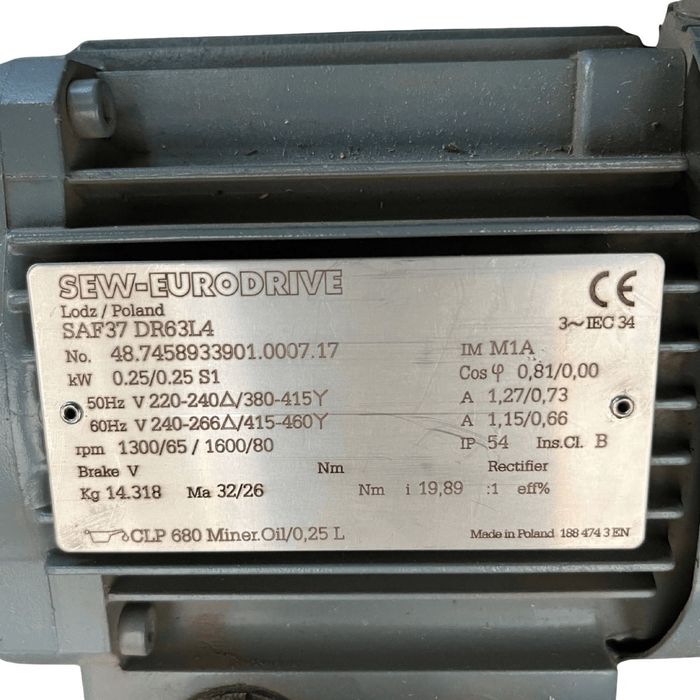 SEW-EURODRIVE
CE
Lodz / Poland
SAF37 DR63L4
3~IEC 34
No. 48.7458933901.0007.17 IM M1A
kW 0.25/0.25 S1 Cos φ 0,81/0,00
50Hz V 220-240Δ/380-415Y A 1,27/0,73
60Hz V 240-266Δ/415-460Y A 1,15/0,66
rpm 1300/65 / 1600/80 IP 54 Ins.Cl. B
Brake V Nm Rectifier
Kg 14.318 Ma 32/26 Nm i 19,89 :1 eff%
CLP 680 Miner.Oil/0,25 L Made in Poland 188 474 3 EN